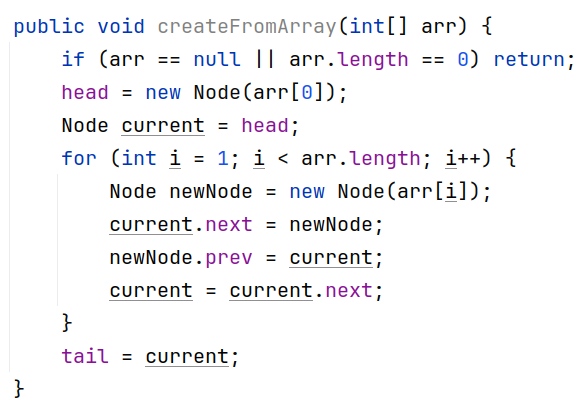 public void createFromArray(int[] arr) {
    if (arr == null || arr.length == 0) return;
    head = new Node(arr[0]);
    Node current = head;
    for (int i = 1; i < arr.length; i++) {
        Node newNode = new Node(arr[i]);
        current.next = newNode;
        newNode.prev = current;
        current = current.next;
    }
    tail = current;
}